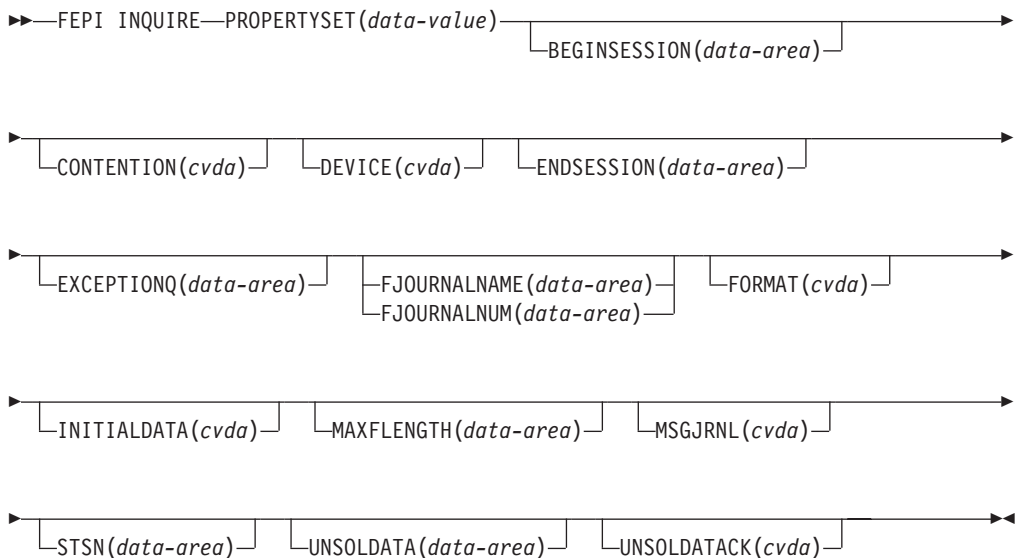 FEPI INQUIRE PROPERTYSET(data-value)
BEGINSESSION(data-area)
CONTENTION(cvda) DEVICE(cvda) ENDSESSION(data-area)
EXCEPTIONQ(data-area) FJOURNALNAME(data-area) FORMAT(cvda)
FJOURNALNUM(data-area)
INITIALDATA(cvda) MAXFLENGTH(data-area) MSGJRNL(cvda)
STSN(data-area) UNSOLDATA(data-area) UNSOLDATACK(cvda)